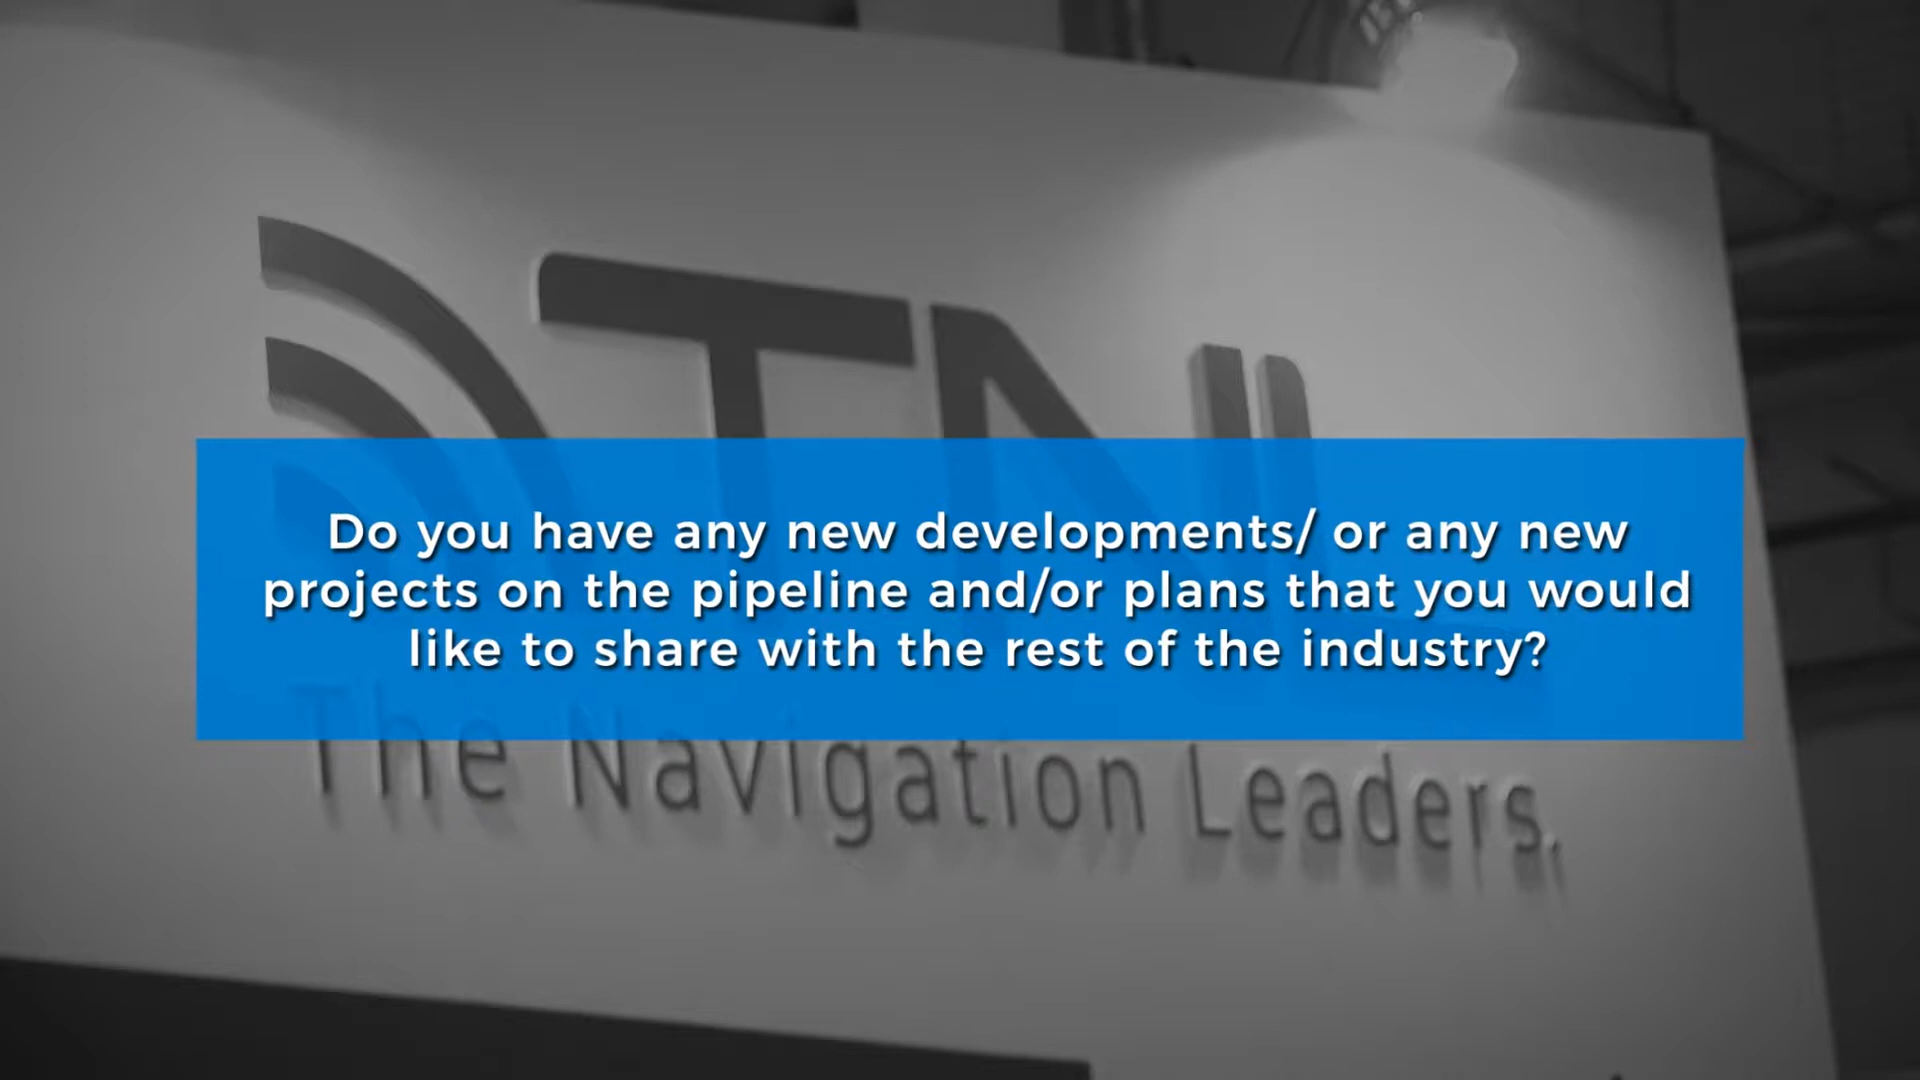 TNL
Do you have any new developments/ or any new
projects on the pipeline and/or plans that you would
like to share with the rest of the industry?
The Navigation Leaders.